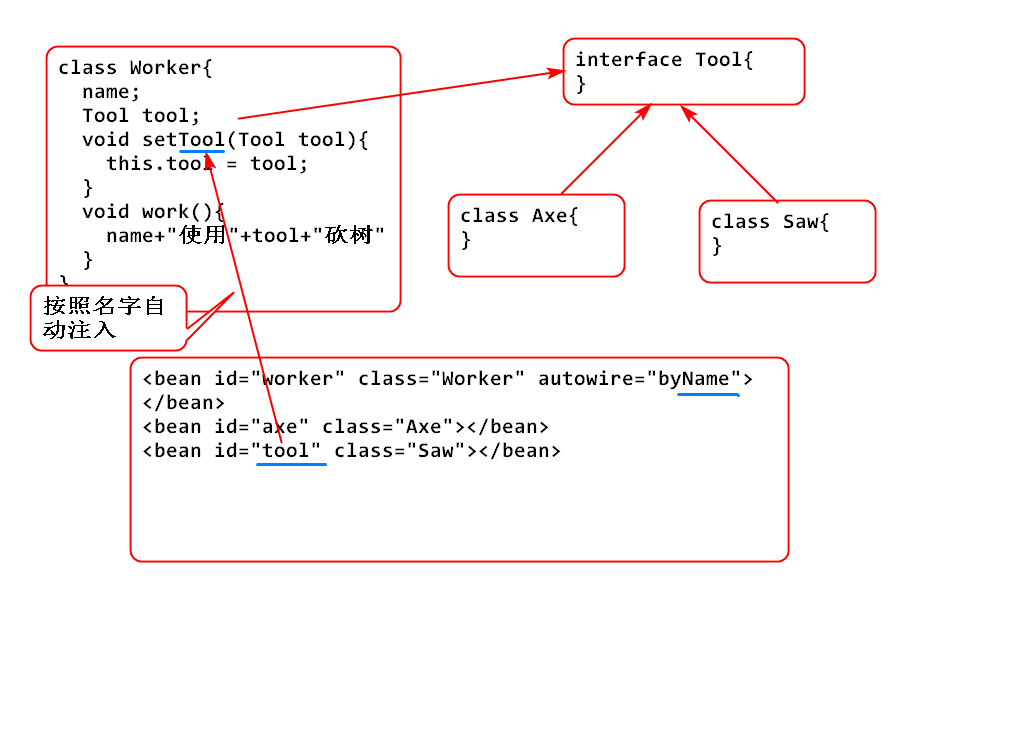 class Worker{
  name;
  Tool tool;
  void setTool(Tool tool){
    this.tool = tool;
  }
  void work(){
    name+"使用"+tool+"砍树"
  }
}
interface Tool{
}
class Axe{
}
class Saw{
}
按照名字自
动注入
<bean id="worker" class="Worker" autowire="byName">
</bean>
<bean id="axe" class="Axe"></bean>
<bean id="tool" class="Saw"></bean>